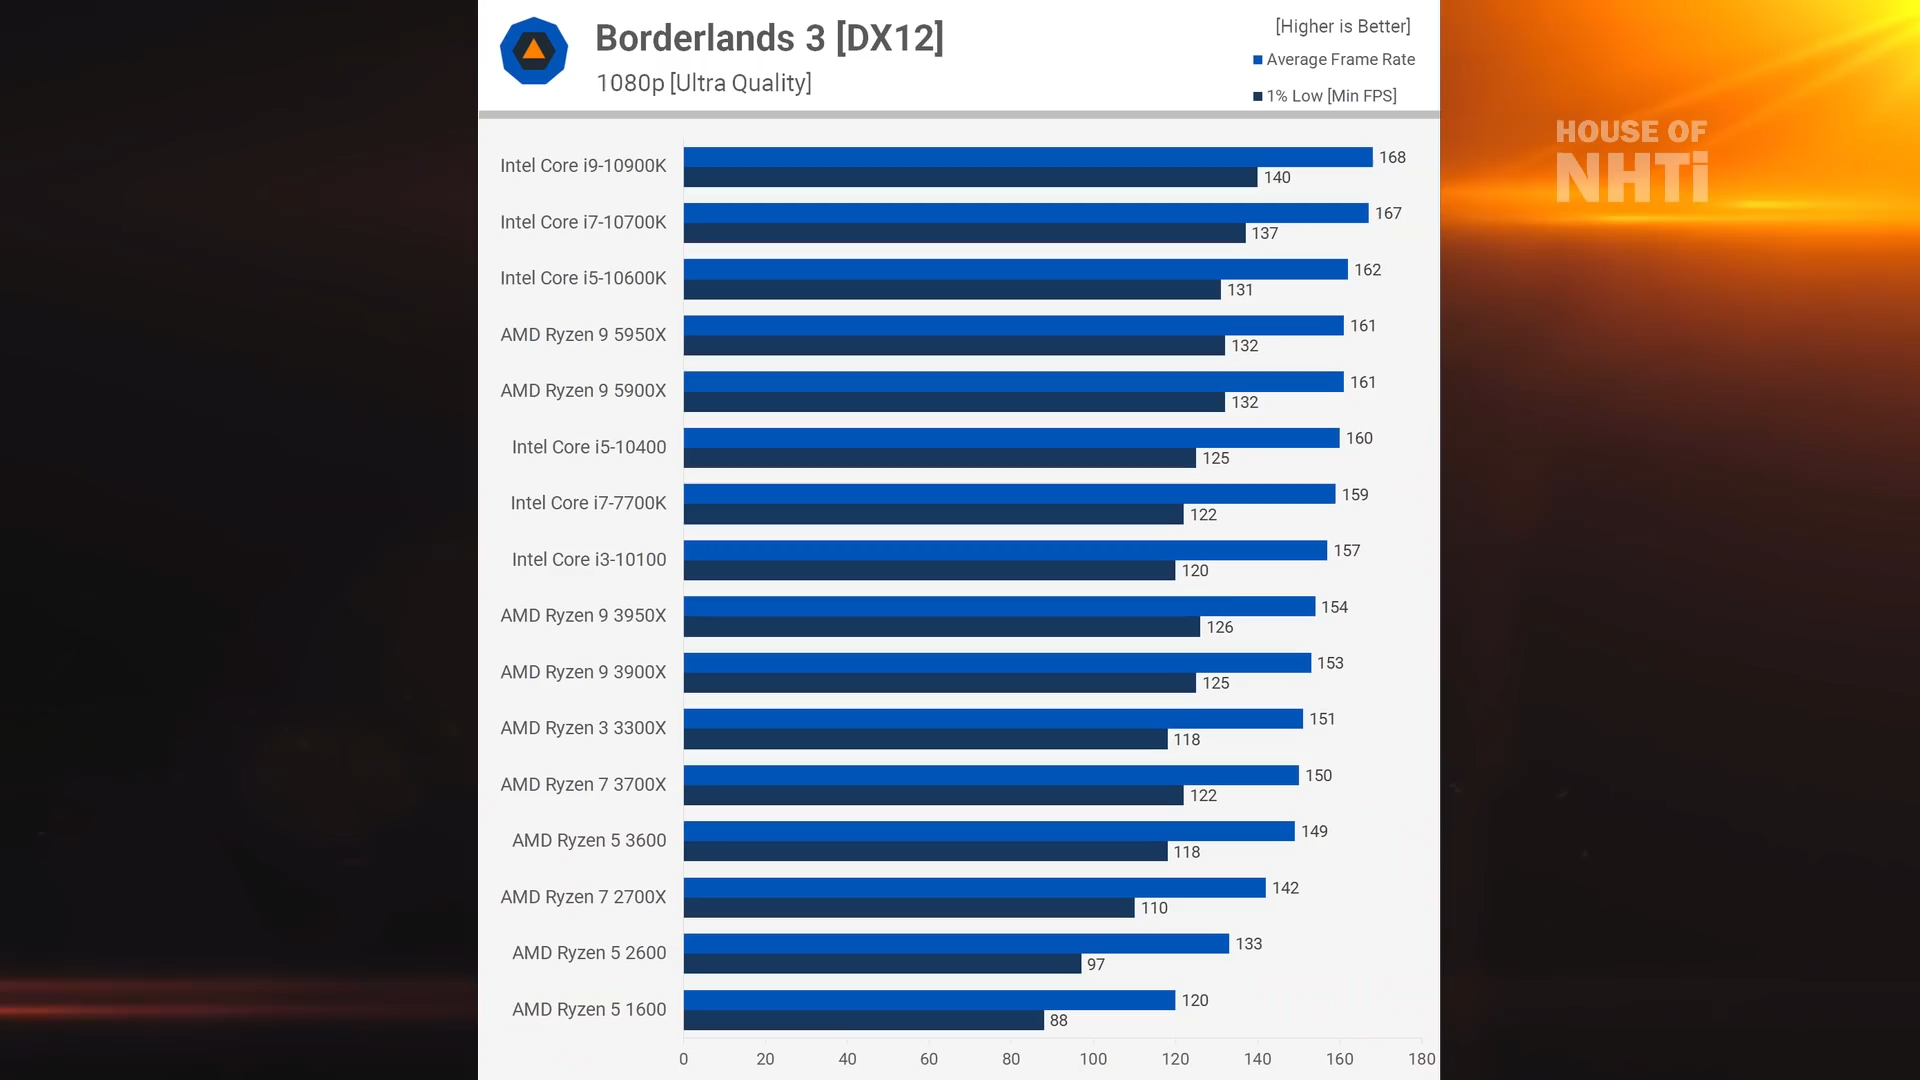 Borderlands 3 [DX12]
1080p [Ultra Quality]
[Higher is Better]
Average Frame Rate
1% Low [Min FPS]
HOUSE OF
NHTi
Intel Core i9-10900K 168
140
Intel Core i7-10700K 167
137
Intel Core i5-10600K 162
131
AMD Ryzen 9 5950X 161
132
AMD Ryzen 9 5900X 161
132
Intel Core i5-10400 160
125
Intel Core i7-7700K 159
122
Intel Core i3-10100 157
120
AMD Ryzen 9 3950X 154
126
AMD Ryzen 9 3900X 153
125
AMD Ryzen 3 3300X 151
118
AMD Ryzen 7 3700X 150
122
AMD Ryzen 5 3600 149
118
AMD Ryzen 7 2700X 142
110
AMD Ryzen 5 2600 133
97
AMD Ryzen 5 1600 120
88
0 20 40 60 80 100 120 140 160 180